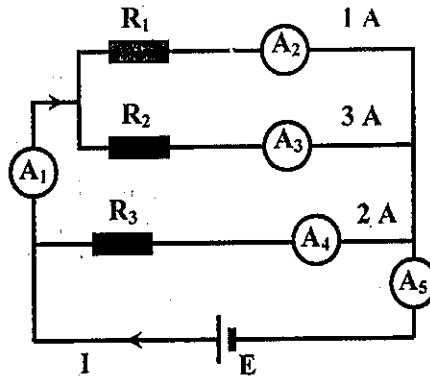 R₁ A₂ 1 A
R₂ A₃ 3 A
A₁
R₃ A₄ 2 A
A₅
I E